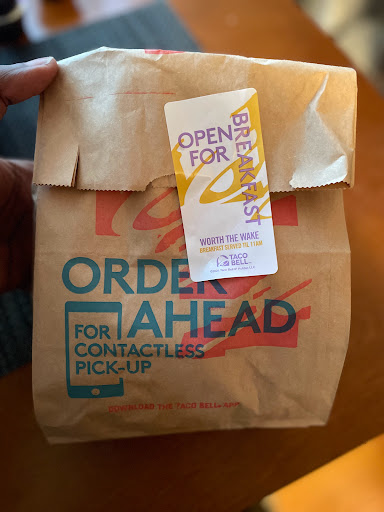 OPEN
FOR
BREAKFAST
WORTH THE WAKE
BREAKFAST SERVED TIL 11AM
TACO
BELL
ORDER
AHEAD
FOR
CONTACTLESS
PICK-UP
DOWNLOAD THE TACO BELL APP